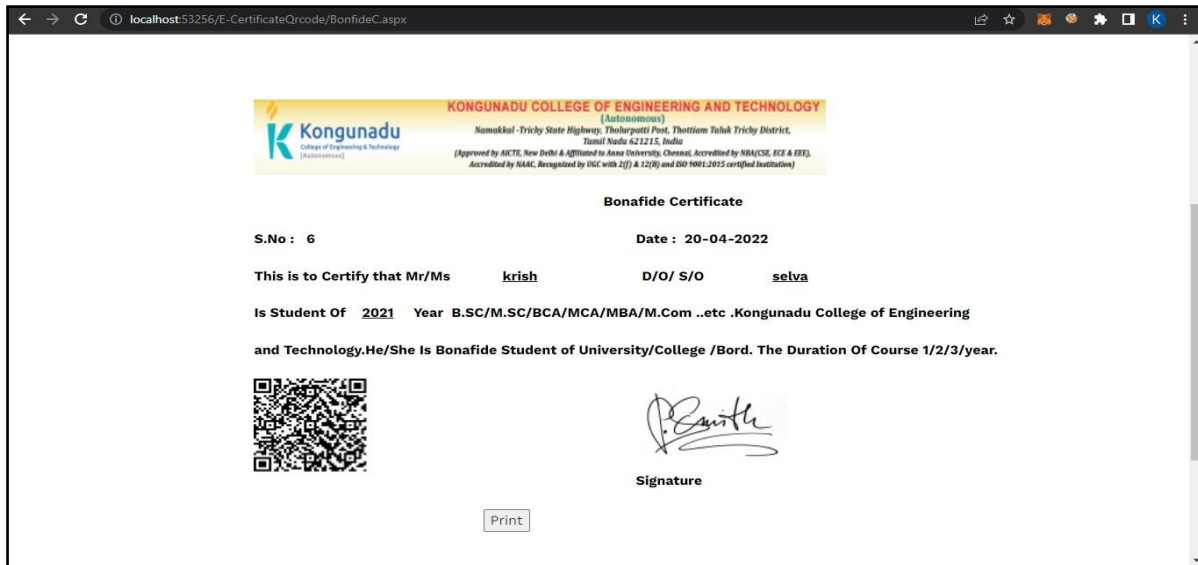 localhost:53256/E-CertificateQrcode/BonfideC.aspx
K
KONGUNADU COLLEGE OF ENGINEERING AND TECHNOLOGY
(Autonomous)
Namakkal -Trichy State Highway, Tholurpatti Post, Thottiam Taluk Trichy District,
Tamil Nadu 621215, India
(Approved by AICTE, New Delhi & Affiliated to Anna University, Chennai, Accredited by NBA(CSE, ECE & EEE),
Accredited by NAAC, Recognized by UGC with 2(f) & 12(B) and ISO 9001:2015 certified Institution)
Kongunadu
College of Engineering & Technology
(Autonomous)
Bonafide Certificate
S.No : 6 Date : 20-04-2022
This is to Certify that Mr/Ms krish D/O/ S/O selva
Is Student Of 2021 Year B.SC/M.SC/BCA/MCA/MBA/M.Com ..etc .Kongunadu College of Engineering
and Technology.He/She Is Bonafide Student of University/College /Bord. The Duration Of Course 1/2/3/year.
P.Smith
Signature
Print